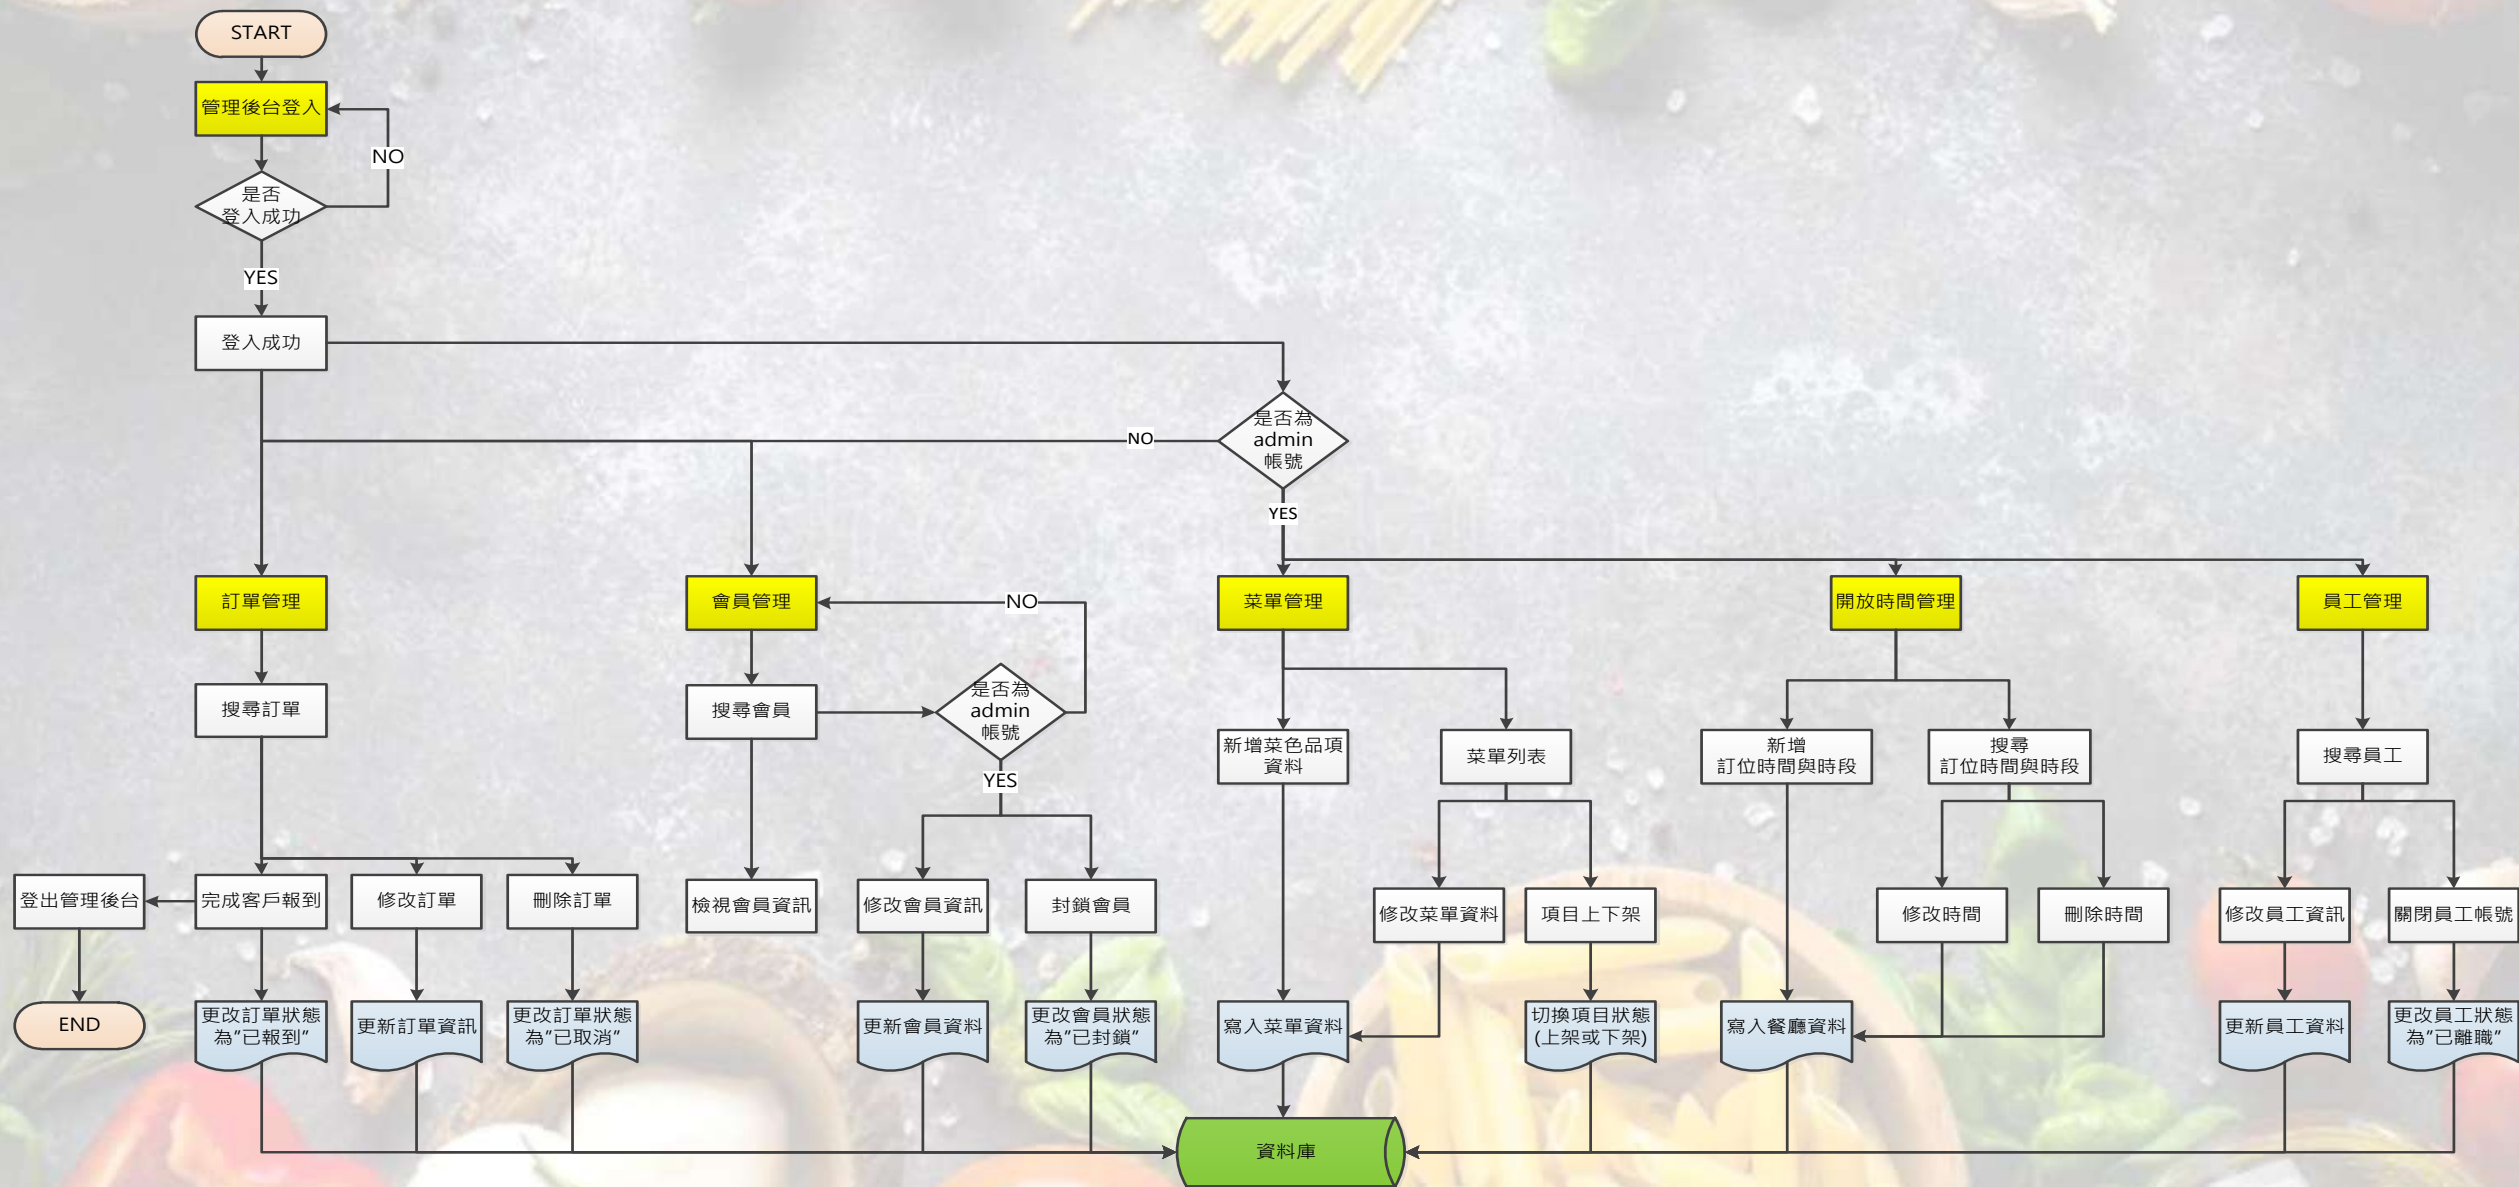 START
管理後台登入
NO
是否
登入成功
YES
登入成功
是否為
admin
帳號
NO
YES
訂單管理
會員管理
NO
菜單管理
開放時間管理
員工管理
搜尋訂單
搜尋會員
是否為
admin
帳號
YES
新增菜色品項
資料
菜單列表
新增
訂位時間與時段
搜尋
訂位時間與時段
搜尋員工
登出管理後台
完成客戶報到
修改訂單
刪除訂單
檢視會員資訊
修改會員資訊
封鎖會員
修改菜單資料
項目上下架
修改時間
刪除時間
修改員工資訊
關閉員工帳號
END
更改訂單狀態
為”已報到”
更新訂單資訊
更改訂單狀態
為”已取消”
更新會員資料
更改會員狀態
為”已封鎖”
寫入菜單資料
切換項目狀態
(上架或下架)
寫入餐廳資料
更新員工資料
更改員工狀態
為”已離職”
資料庫